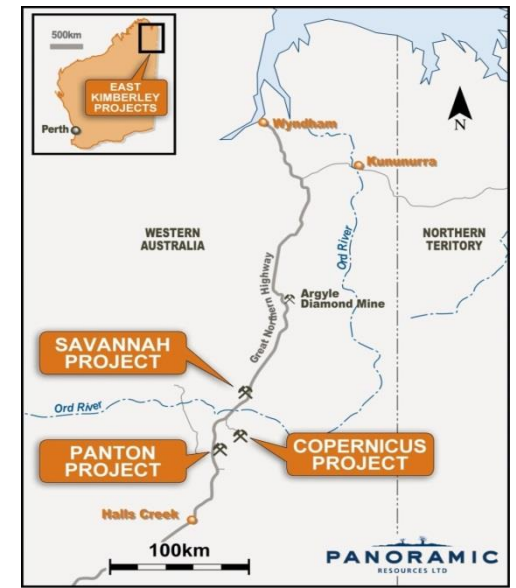 500km
EAST
KIMBERLEY
PROJECTS
Perth
Wyndham
N
Kununurra
WESTERN
AUSTRALIA
NORTHERN
TERRITORY
Ord River
Great Northern Highway
Argyle
Diamond Mine
SAVANNAH
PROJECT
Ord River
PANTON
PROJECT
COPERNICUS
PROJECT
Halls Creek
100km
PANORAMIC
RESOURCES LTD